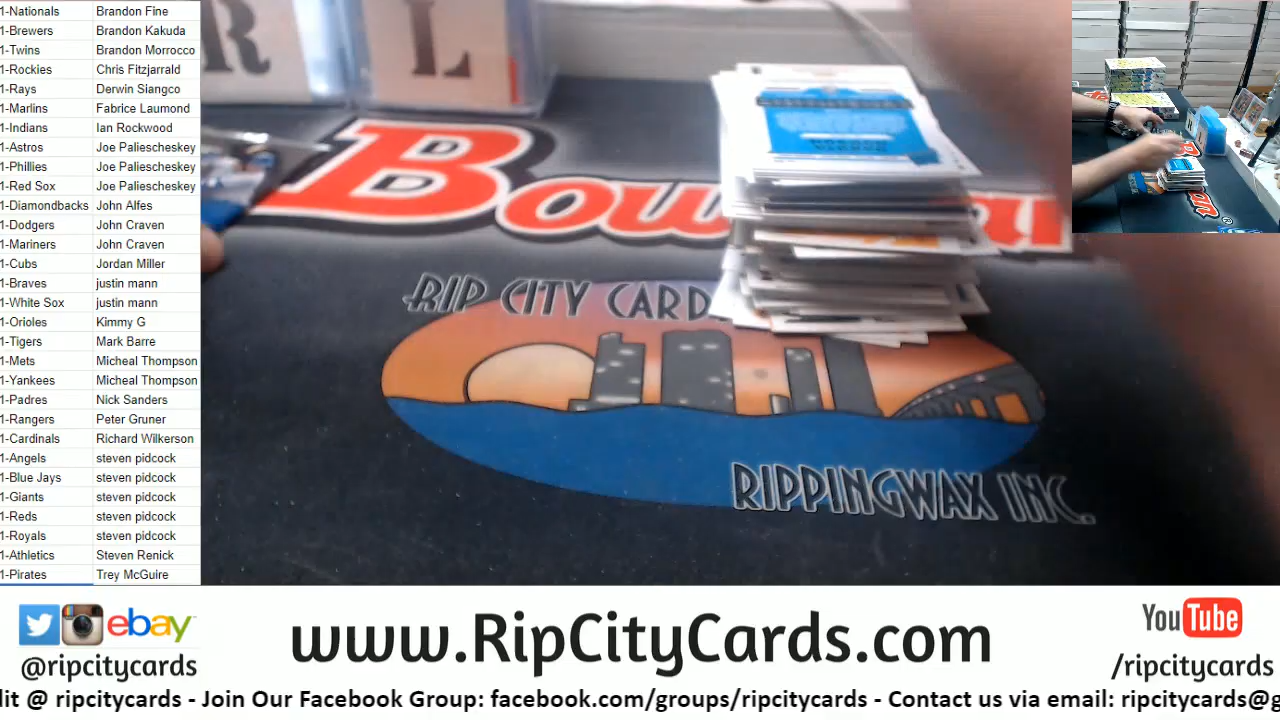 1-Nationals Brandon Fine
1-Brewers Brandon Kakuda
1-Twins Brandon Morrocco
1-Rockies Chris Fitzjarrald
1-Rays Derwin Siangco
1-Marlins Fabrice Laumond
1-Indians Ian Rockwood
1-Astros Joe Paliescheskey
1-Phillies Joe Paliescheskey
1-Red Sox Joe Paliescheskey
1-Diamondbacks John Alfes
1-Dodgers John Craven
1-Mariners John Craven
1-Cubs Jordan Miller
1-Braves justin mann
1-White Sox justin mann
1-Orioles Kimmy G
1-Tigers Mark Barre
1-Mets Micheal Thompson
1-Yankees Micheal Thompson
1-Padres Nick Sanders
1-Rangers Peter Gruner
1-Cardinals Richard Wilkerson
1-Angels steven pidcock
1-Blue Jays steven pidcock
1-Giants steven pidcock
1-Reds steven pidcock
1-Royals steven pidcock
1-Athletics Steven Renick
1-Pirates Trey McGuire
R L
RIP CITY CARD
RIPPINGWAX INC.
ebay
@ripcitycards
www.RipCityCards.com
YouTube
/ripcitycards
dit @ ripcitycards - Join Our Facebook Group: facebook.com/groups/ripcitycards - Contact us via email: ripcitycards@g